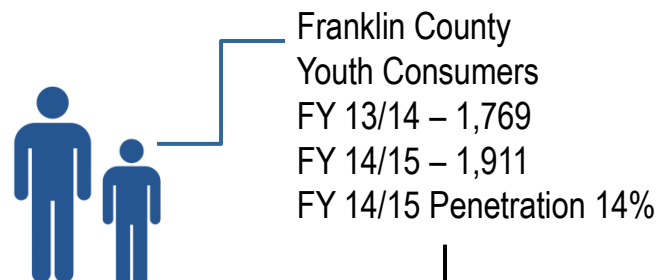 Franklin County
Youth Consumers
FY 13/14 – 1,769
FY 14/15 – 1,911
FY 14/15 Penetration 14%